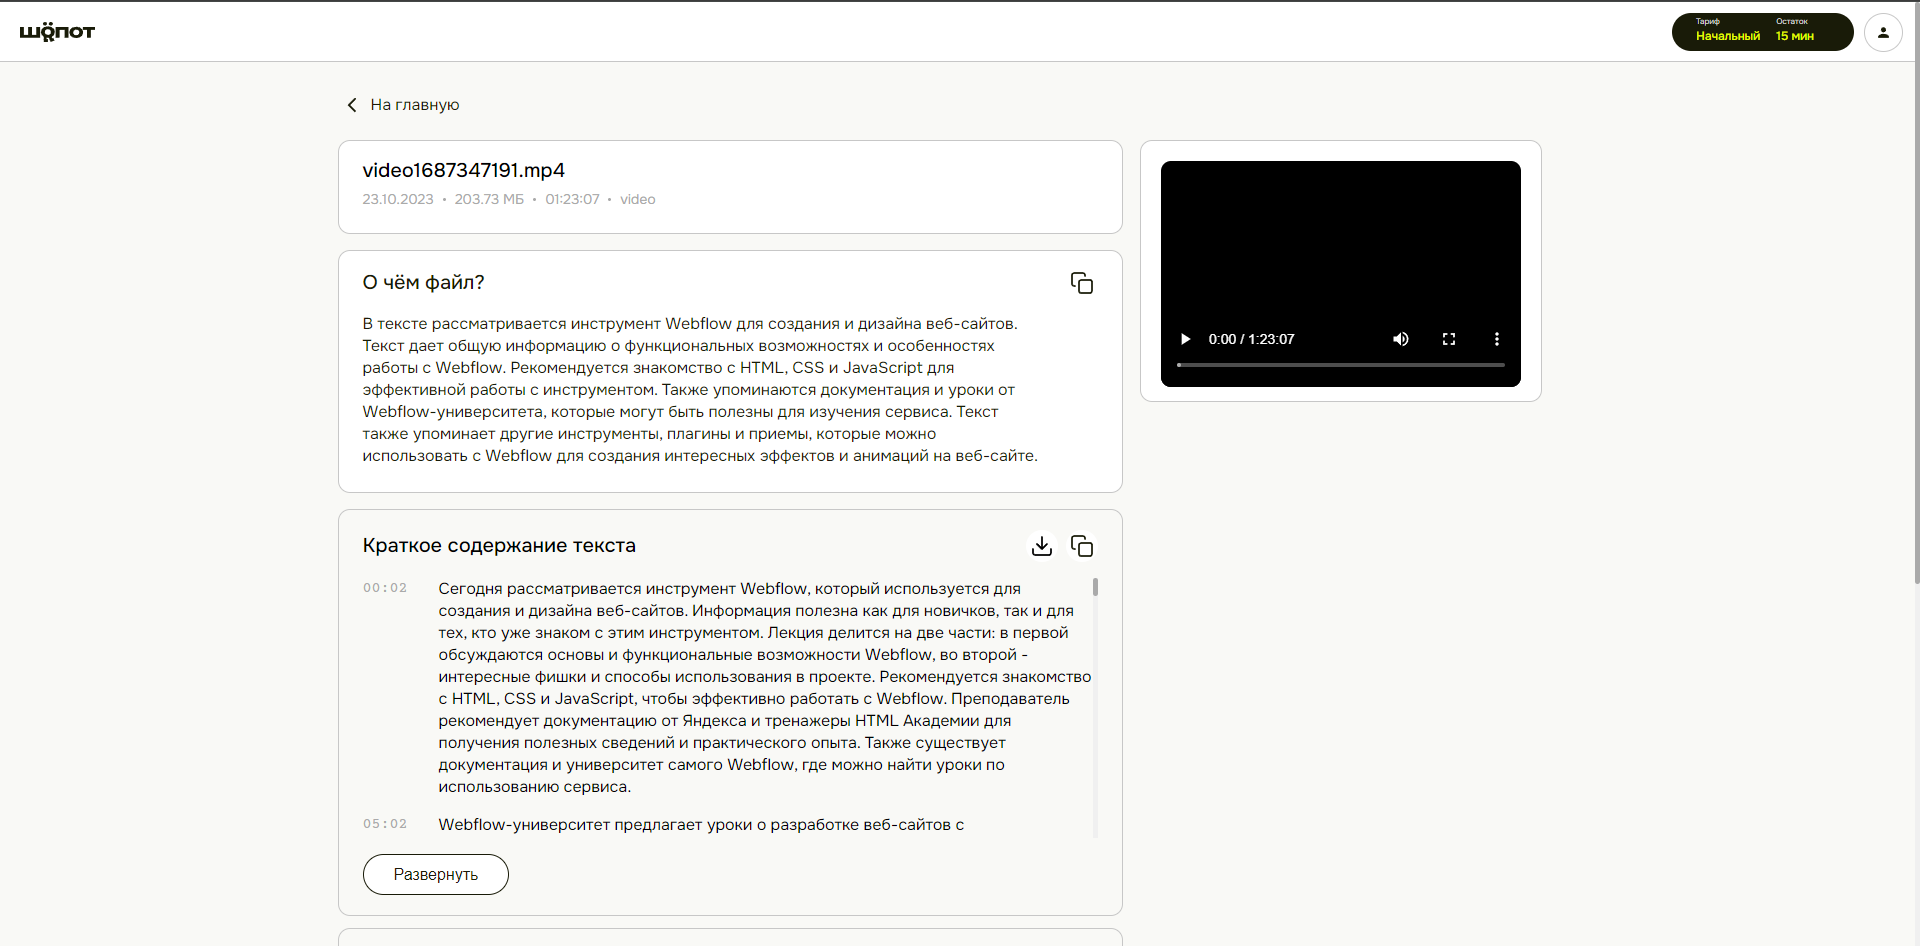 шӧпот
Тариф
Начальный
Остаток
15 мин
На главную
video1687347191.mp4
23.10.2023 • 203.73 МБ • 01:23:07 • video
О чём файл?
В тексте рассматривается инструмент Webflow для создания и дизайна веб-сайтов.
Текст дает общую информацию о функциональных возможностях и особенностях
работы с Webflow. Рекомендуется знакомство с HTML, CSS и JavaScript для
эффективной работы с инструментом. Также упоминаются документация и уроки от
Webflow-университета, которые могут быть полезны для изучения сервиса. Текст
также упоминает другие инструменты, плагины и приемы, которые можно
использовать с Webflow для создания интересных эффектов и анимаций на веб-сайте.
0:00 / 1:23:07
Краткое содержание текста
00:02
Сегодня рассматривается инструмент Webflow, который используется для
создания и дизайна веб-сайтов. Информация полезна как для новичков, так и для
тех, кто уже знаком с этим инструментом. Лекция делится на две части: в первой
обсуждаются основы и функциональные возможности Webflow, во второй -
интересные фишки и способы использования в проекте. Рекомендуется знакомство
с HTML, CSS и JavaScript, чтобы эффективно работать с Webflow. Преподаватель
рекомендует документацию от Яндекса и тренажеры HTML Академии для
получения полезных сведений и практического опыта. Также существует
документация и университет самого Webflow, где можно найти уроки по
использованию сервиса.
05:02
Webflow-университет предлагает уроки о разработке веб-сайтов с
Развернуть